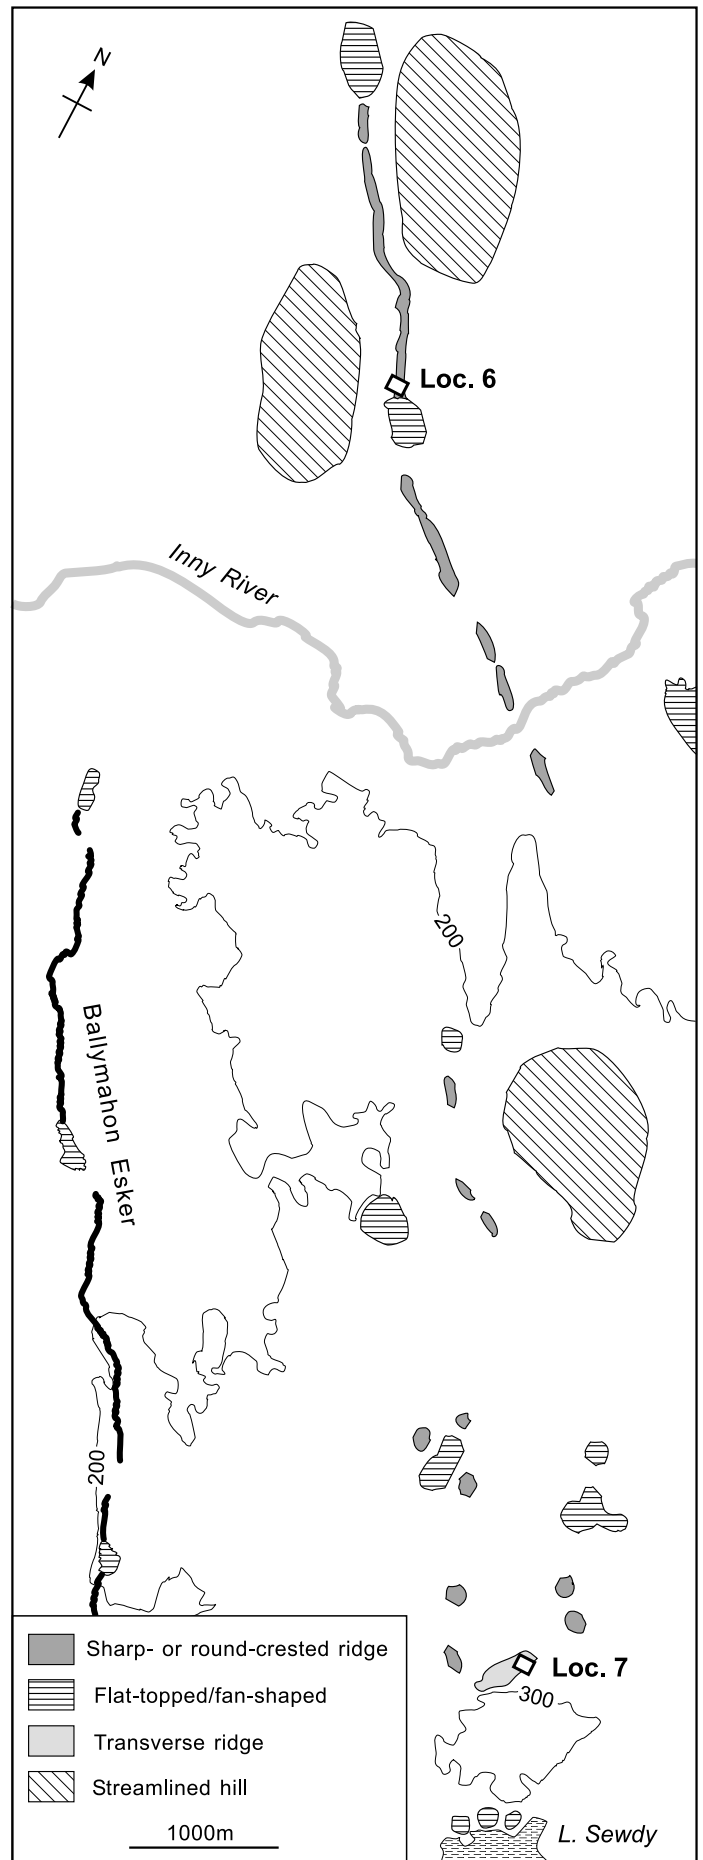 N
Loc. 6
Inny River
200
Ballymahon Esker
200
Loc. 7
300
L. Sewdy
Sharp- or round-crested ridge
Flat-topped/fan-shaped
Transverse ridge
Streamlined hill
1000m